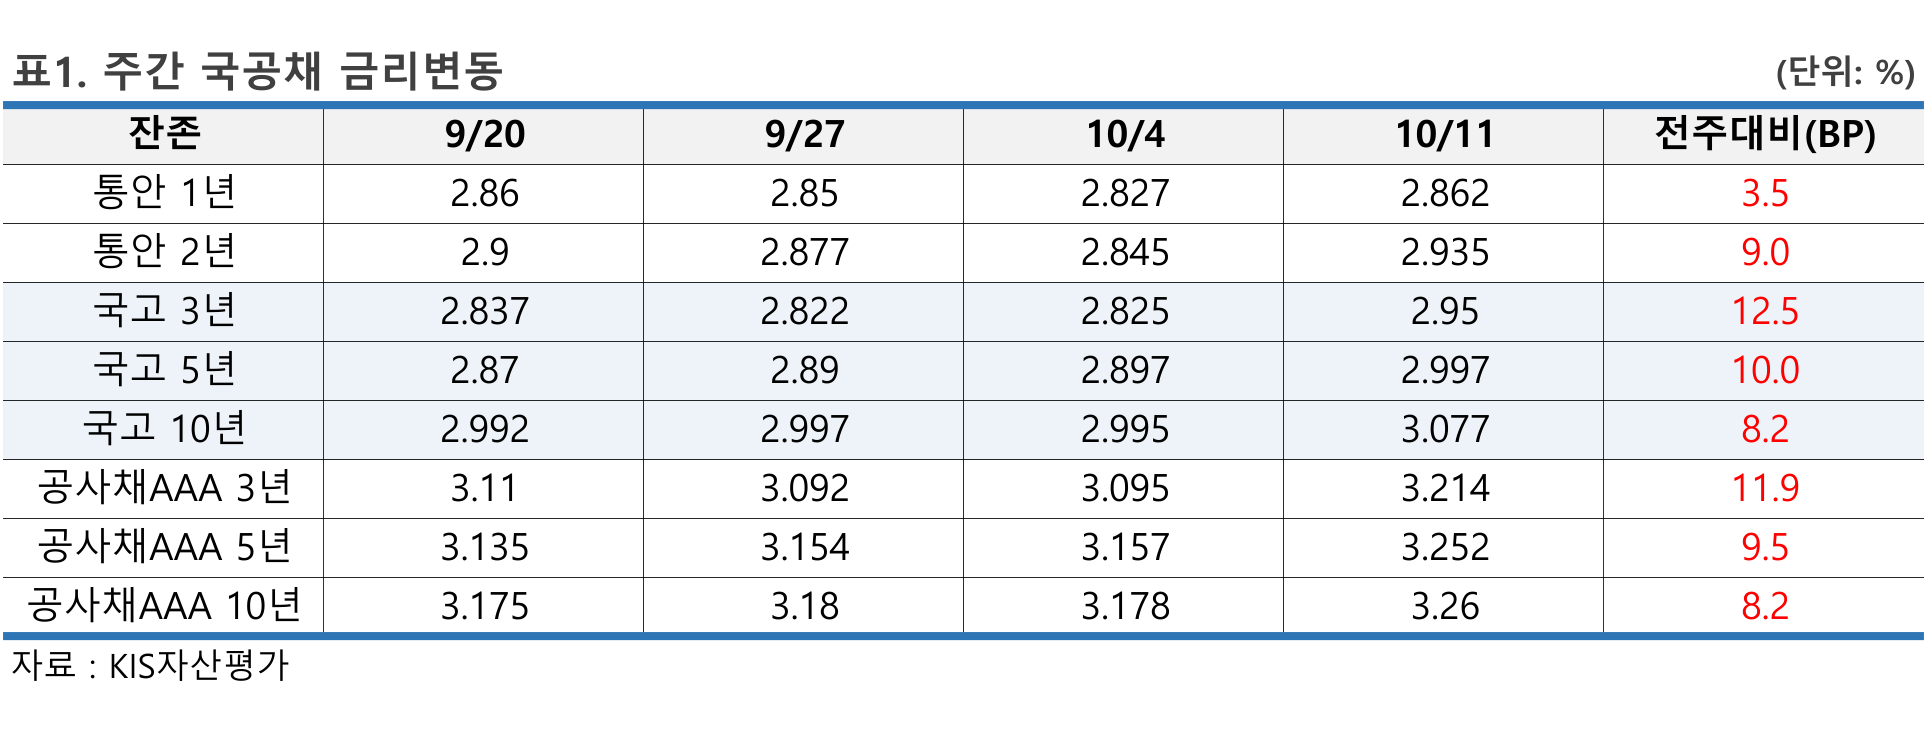 표1. 주간 국공채 금리변동 (단위: %)
잔존 9/20 9/27 10/4 10/11 전주대비(BP)
통안 1년 2.86 2.85 2.827 2.862 3.5
통안 2년 2.9 2.877 2.845 2.935 9.0
국고 3년 2.837 2.822 2.825 2.95 12.5
국고 5년 2.87 2.89 2.897 2.997 10.0
국고 10년 2.992 2.997 2.995 3.077 8.2
공사채AAA 3년 3.11 3.092 3.095 3.214 11.9
공사채AAA 5년 3.135 3.154 3.157 3.252 9.5
공사채AAA 10년 3.175 3.18 3.178 3.26 8.2
자료 : KIS자산평가